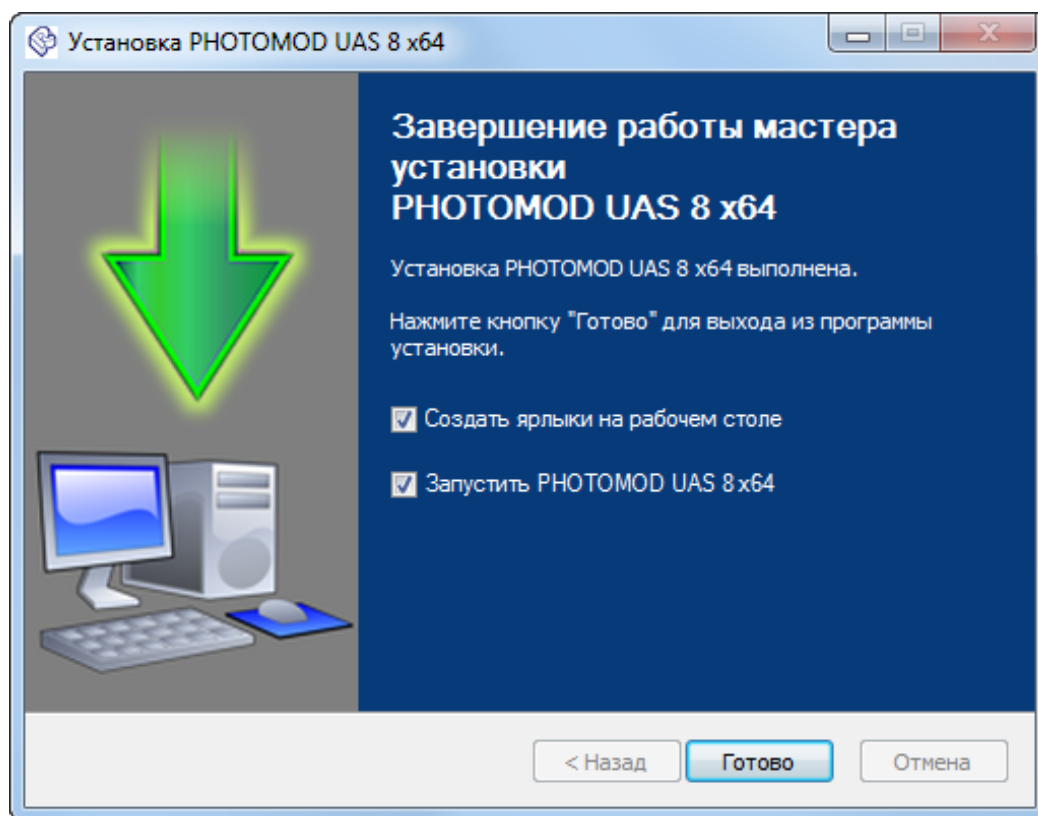 Установка PHOTOMOD UAS 8 x64
Завершение работы мастера
установки
PHOTOMOD UAS 8 x64
Установка PHOTOMOD UAS 8 x64 выполнена.
Нажмите кнопку "Готово" для выхода из программы
установки.
Создать ярлыки на рабочем столе
Запустить PHOTOMOD UAS 8 x64
< Назад
Готово
Отмена